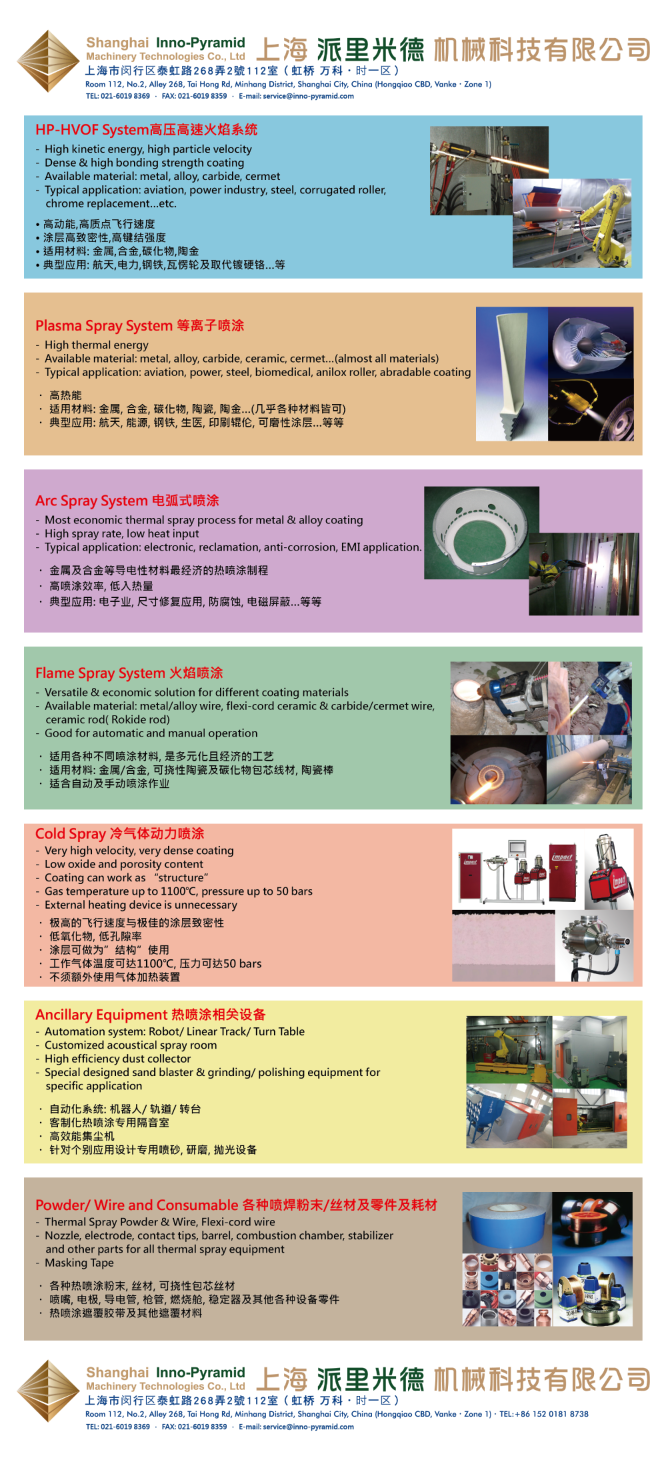 Shanghai Inno-Pyramid
Machinery Technologies Co., Ltd
上海 派里米德 机械科技有限公司
上海市闵行区泰虹路268弄2號112室（虹桥 万科·时一区）
Room 112, No.2, Alley 268, Tai Hong Rd, Minhang District, Shanghai City, China (Hongqiao CBD, Vanke · Zone 1)
TEL: 021-6019 8369 · FAX: 021-6019 8359 · E-mail: service@inno-pyramid.com
HP-HVOF System高压高速火焰系统
- High kinetic energy, high particle velocity
- Dense & high bonding strength coating
- Available material: metal, alloy, carbide, cermet
- Typical application: aviation, power industry, steel, corrugated roller,
chrome replacement...etc.
• 高动能,高质点飞行速度
• 涂层高致密性,高键结强度
• 适用材料: 金属,合金,碳化物,陶金
• 典型应用: 航天,电力,钢铁,瓦愣轮及取代镀硬铬...等
Plasma Spray System 等离子喷涂
- High thermal energy
- Available material: metal, alloy, carbide, ceramic, cermet...(almost all materials)
- Typical application: aviation, power, steel, biomedical, anilox roller, abradable coating
· 高热能
· 适用材料: 金属, 合金, 碳化物, 陶瓷, 陶金...(几乎各种材料皆可)
· 典型应用: 航天, 能源, 钢铁, 生医, 印刷辊伦, 可磨性涂层...等等
Arc Spray System 电弧式喷涂
- Most economic thermal spray process for metal & alloy coating
- High spray rate, low heat input
- Typical application: electronic, reclamation, anti-corrosion, EMI application.
· 金属及合金等导电性材料最经济的热喷涂制程
· 高喷涂效率, 低入热量
· 典型应用: 电子业, 尺寸修复应用, 防腐蚀, 电磁屏蔽...等等
Flame Spray System 火焰喷涂
- Versatile & economic solution for different coating materials
- Available material: metal/alloy wire, flexi-cord ceramic & carbide/cermet wire,
ceramic rod( Rokide rod)
- Good for automatic and manual operation
· 适用各种不同喷涂材料, 是多元化且经济的工艺
· 适用材料: 金属/合金, 可挠性陶瓷及碳化物包芯线材, 陶瓷棒
· 适合自动及手动喷涂作业
Cold Spray 冷气体动力喷涂
- Very high velocity, very dense coating
- Low oxide and porosity content
- Coating can work as “structure”
- Gas temperature up to 1100℃, pressure up to 50 bars
- External heating device is unnecessary
· 极高的飞行速度与极佳的涂层致密性
· 低氧化物, 低孔隙率
· 涂层可做为”结构”使用
· 工作气体温度可达1100℃, 压力可达50 bars
· 不须额外使用气体加热装置
impact
impact
Ancillary Equipment 热喷涂相关设备
- Automation system: Robot/ Linear Track/ Turn Table
- Customized acoustical spray room
- High efficiency dust collector
- Special designed sand blaster & grinding/ polishing equipment for
specific application
· 自动化系统: 机器人/ 轨道/ 转台
· 客制化热喷涂专用隔音室
· 高效能集尘机
· 针对个别应用设计专用喷砂, 研磨, 抛光设备
Powder/ Wire and Consumable 各种喷焊粉末/丝材及零件及耗材
- Thermal Spray Powder & Wire, Flexi-cord wire
- Nozzle, electrode, contact tips, barrel, combustion chamber, stabilizer
and other parts for all thermal spray equipment
- Masking Tape
· 各种热喷涂粉末, 丝材, 可挠性包芯丝材
· 喷嘴, 电极, 导电管, 枪管, 燃烧舱, 稳定器及其他各种设备零件
· 热喷涂遮覆胶带及其他遮覆材料
Shanghai Inno-Pyramid
Machinery Technologies Co., Ltd
上海 派里米德 机械科技有限公司
上海市闵行区泰虹路268弄2號112室（虹桥 万科·时一区）
Room 112, No.2, Alley 268, Tai Hong Rd, Minhang District, Shanghai City, China (Hongqiao CBD, Vanke · Zone 1) · TEL:+86 152 0181 8738
TEL: 021-6019 8369 · FAX: 021-6019 8359 · E-mail: service@inno-pyramid.com